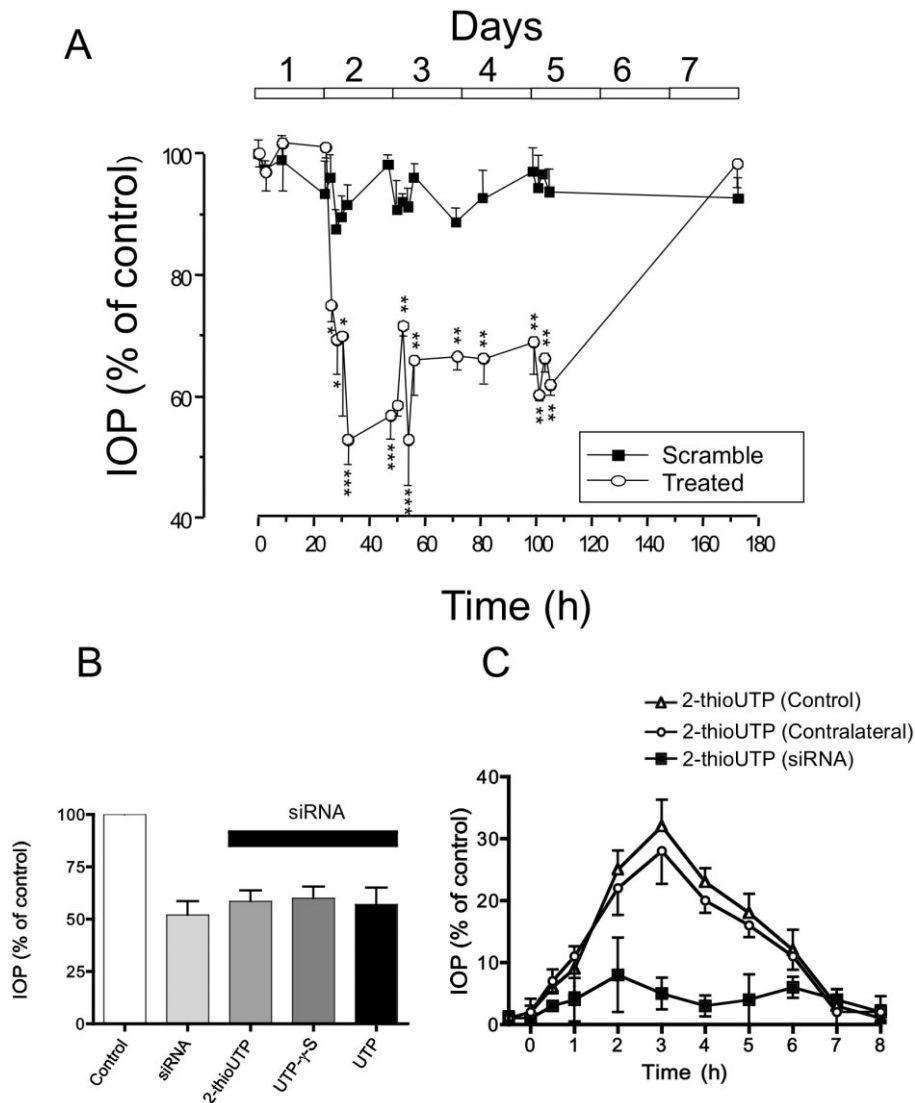 A
Days
1 2 3 4 5 6 7
IOP (% of control)
100
80
60
40
* * * *** *** ** *** ** ** ** ** ** ** **
Scramble
Treated
0 20 40 60 80 100 120 140 160 180
Time (h)
B
siRNA
IOP (% of control)
100
75
50
25
0
Control
siRNA
2-thioUTP
UTP-γ-S
UTP
C
2-thioUTP (Control)
2-thioUTP (Contralateral)
2-thioUTP (siRNA)
IOP (% of control)
40
30
20
10
0
0 1 2 3 4 5 6 7 8
Time (h)